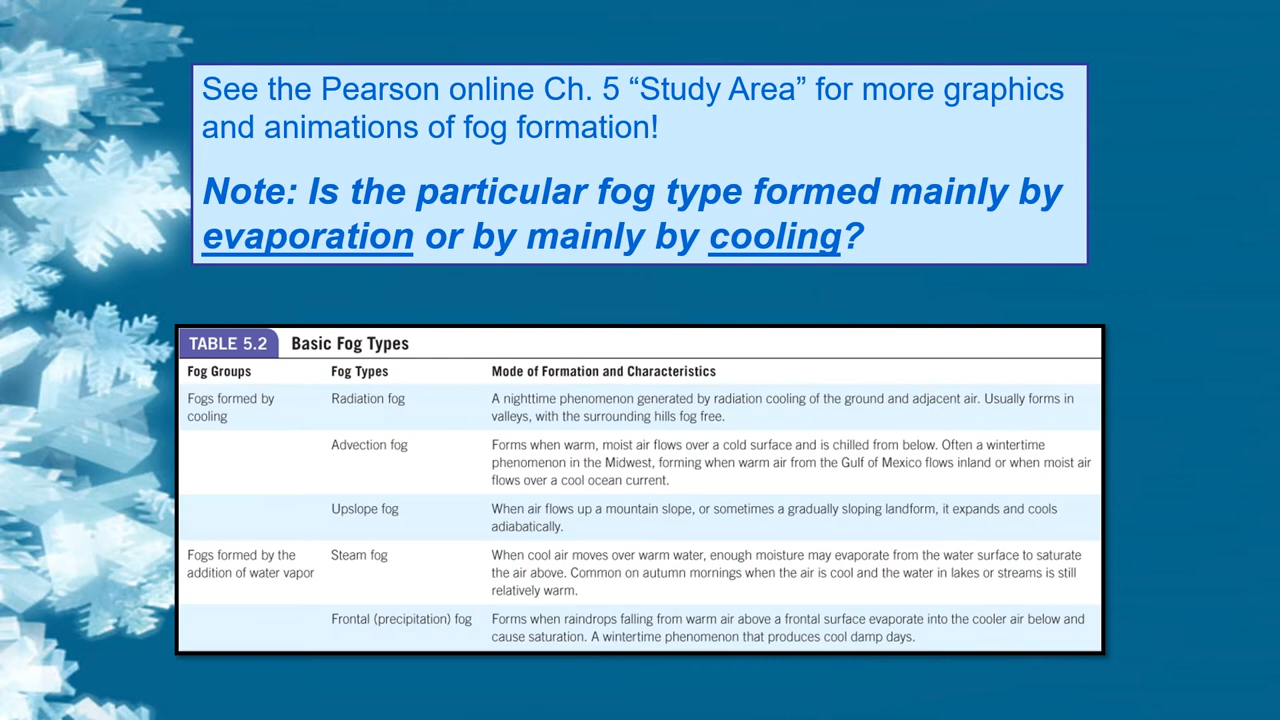 See the Pearson online Ch. 5 “Study Area” for more graphics
and animations of fog formation!
Note: Is the particular fog type formed mainly by
evaporation or by mainly by cooling?
TABLE 5.2 Basic Fog Types
Fog Groups Fog Types Mode of Formation and Characteristics
Fogs formed by Radiation fog A nighttime phenomenon generated by radiation cooling of the ground and adjacent air. Usually forms in
cooling valleys, with the surrounding hills fog free.
Advection fog Forms when warm, moist air flows over a cold surface and is chilled from below. Often a wintertime
phenomenon in the Midwest, forming when warm air from the Gulf of Mexico flows inland or when moist air
flows over a cool ocean current.
Upslope fog When air flows up a mountain slope, or sometimes a gradually sloping landform, it expands and cools
adiabatically.
Fogs formed by the Steam fog When cool air moves over warm water, enough moisture may evaporate from the water surface to saturate
addition of water vapor the air above. Common on autumn mornings when the air is cool and the water in lakes or streams is still
relatively warm.
Frontal (precipitation) fog Forms when raindrops falling from warm air above a frontal surface evaporate into the cooler air below and
cause saturation. A wintertime phenomenon that produces cool damp days.